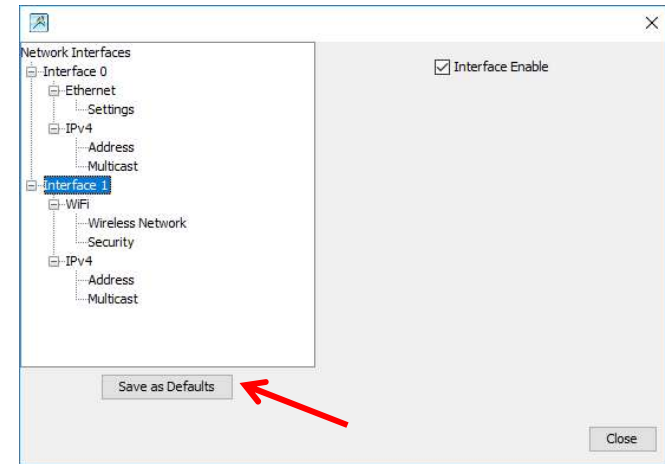 Network Interfaces
Interface 0
Ethernet
Settings
IPv4
Address
Multicast
Interface 1
WiFi
Wireless Network
Security
IPv4
Address
Multicast
Interface Enable
Save as Defaults
Close